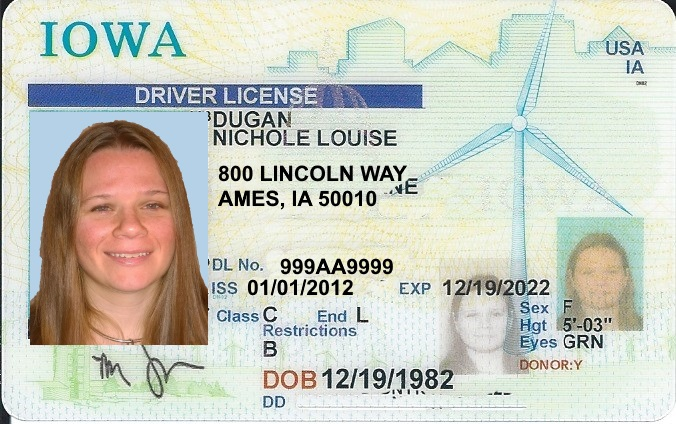 IOWA
USA
IA
DRIVER LICENSE
DUGAN
NICHOLE LOUISE
800 LINCOLN WAY
AMES, IA 50010
NE
DL No. 999AA9999
ISS 01/01/2012 EXP 12/19/2022
Class C End L
Restrictions
B
Sex F
Hgt 5'-03"
Eyes GRN
DONOR:Y
DOB 12/19/1982
DD